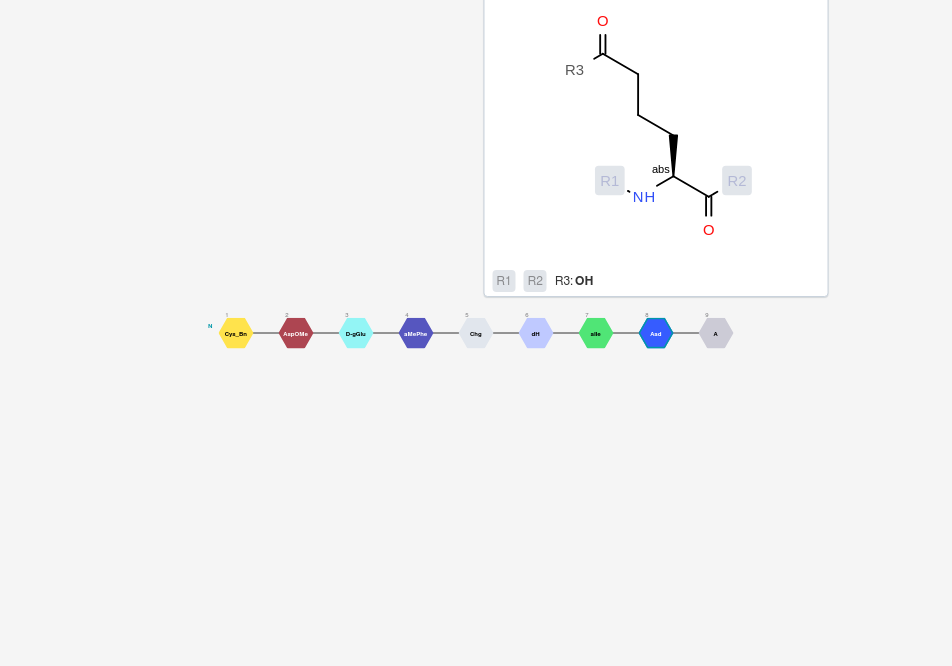 O
R3
abs
R1
R2
NH
O
R1 R2 R3: OH
1 2 3 4 5 6 7 8 9
N Cys_Bn AspOMe D-gGlu aMePhe Chg dH aIle Aad A